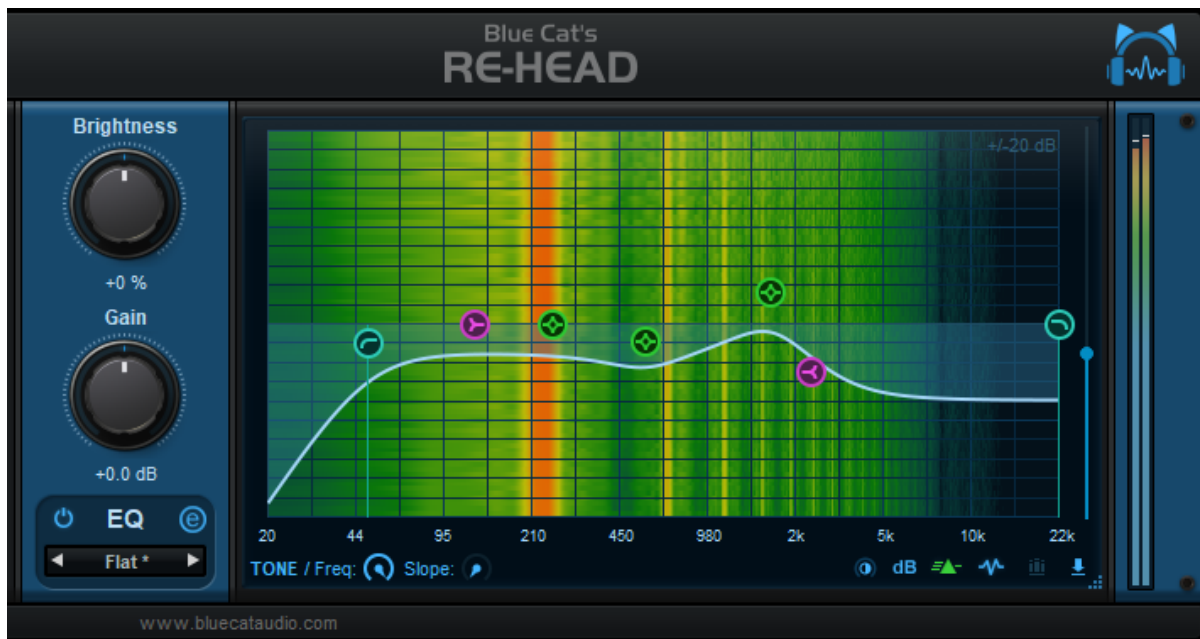 Blue Cat's
RE-HEAD
Brightness
+0 %
Gain
+0.0 dB
EQ e
Flat *
+/-20 dB
20 44 95 210 450 980 2k 5k 10k 22k
TONE / Freq: Slope: dB
www.bluecataudio.com